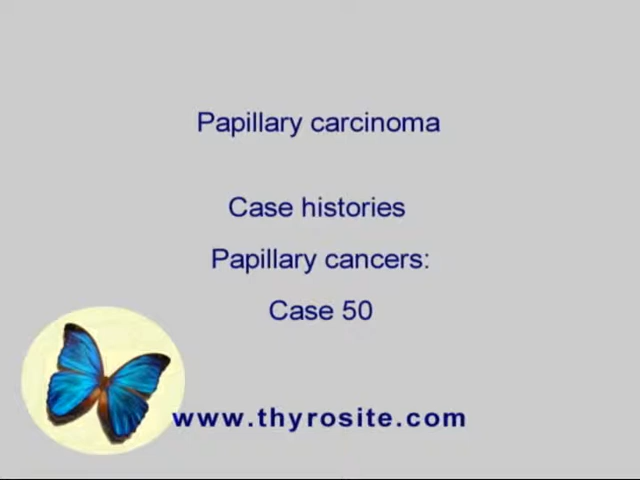 Papillary carcinoma
Case histories
Papillary cancers:
Case 50
www.thyrosite.com